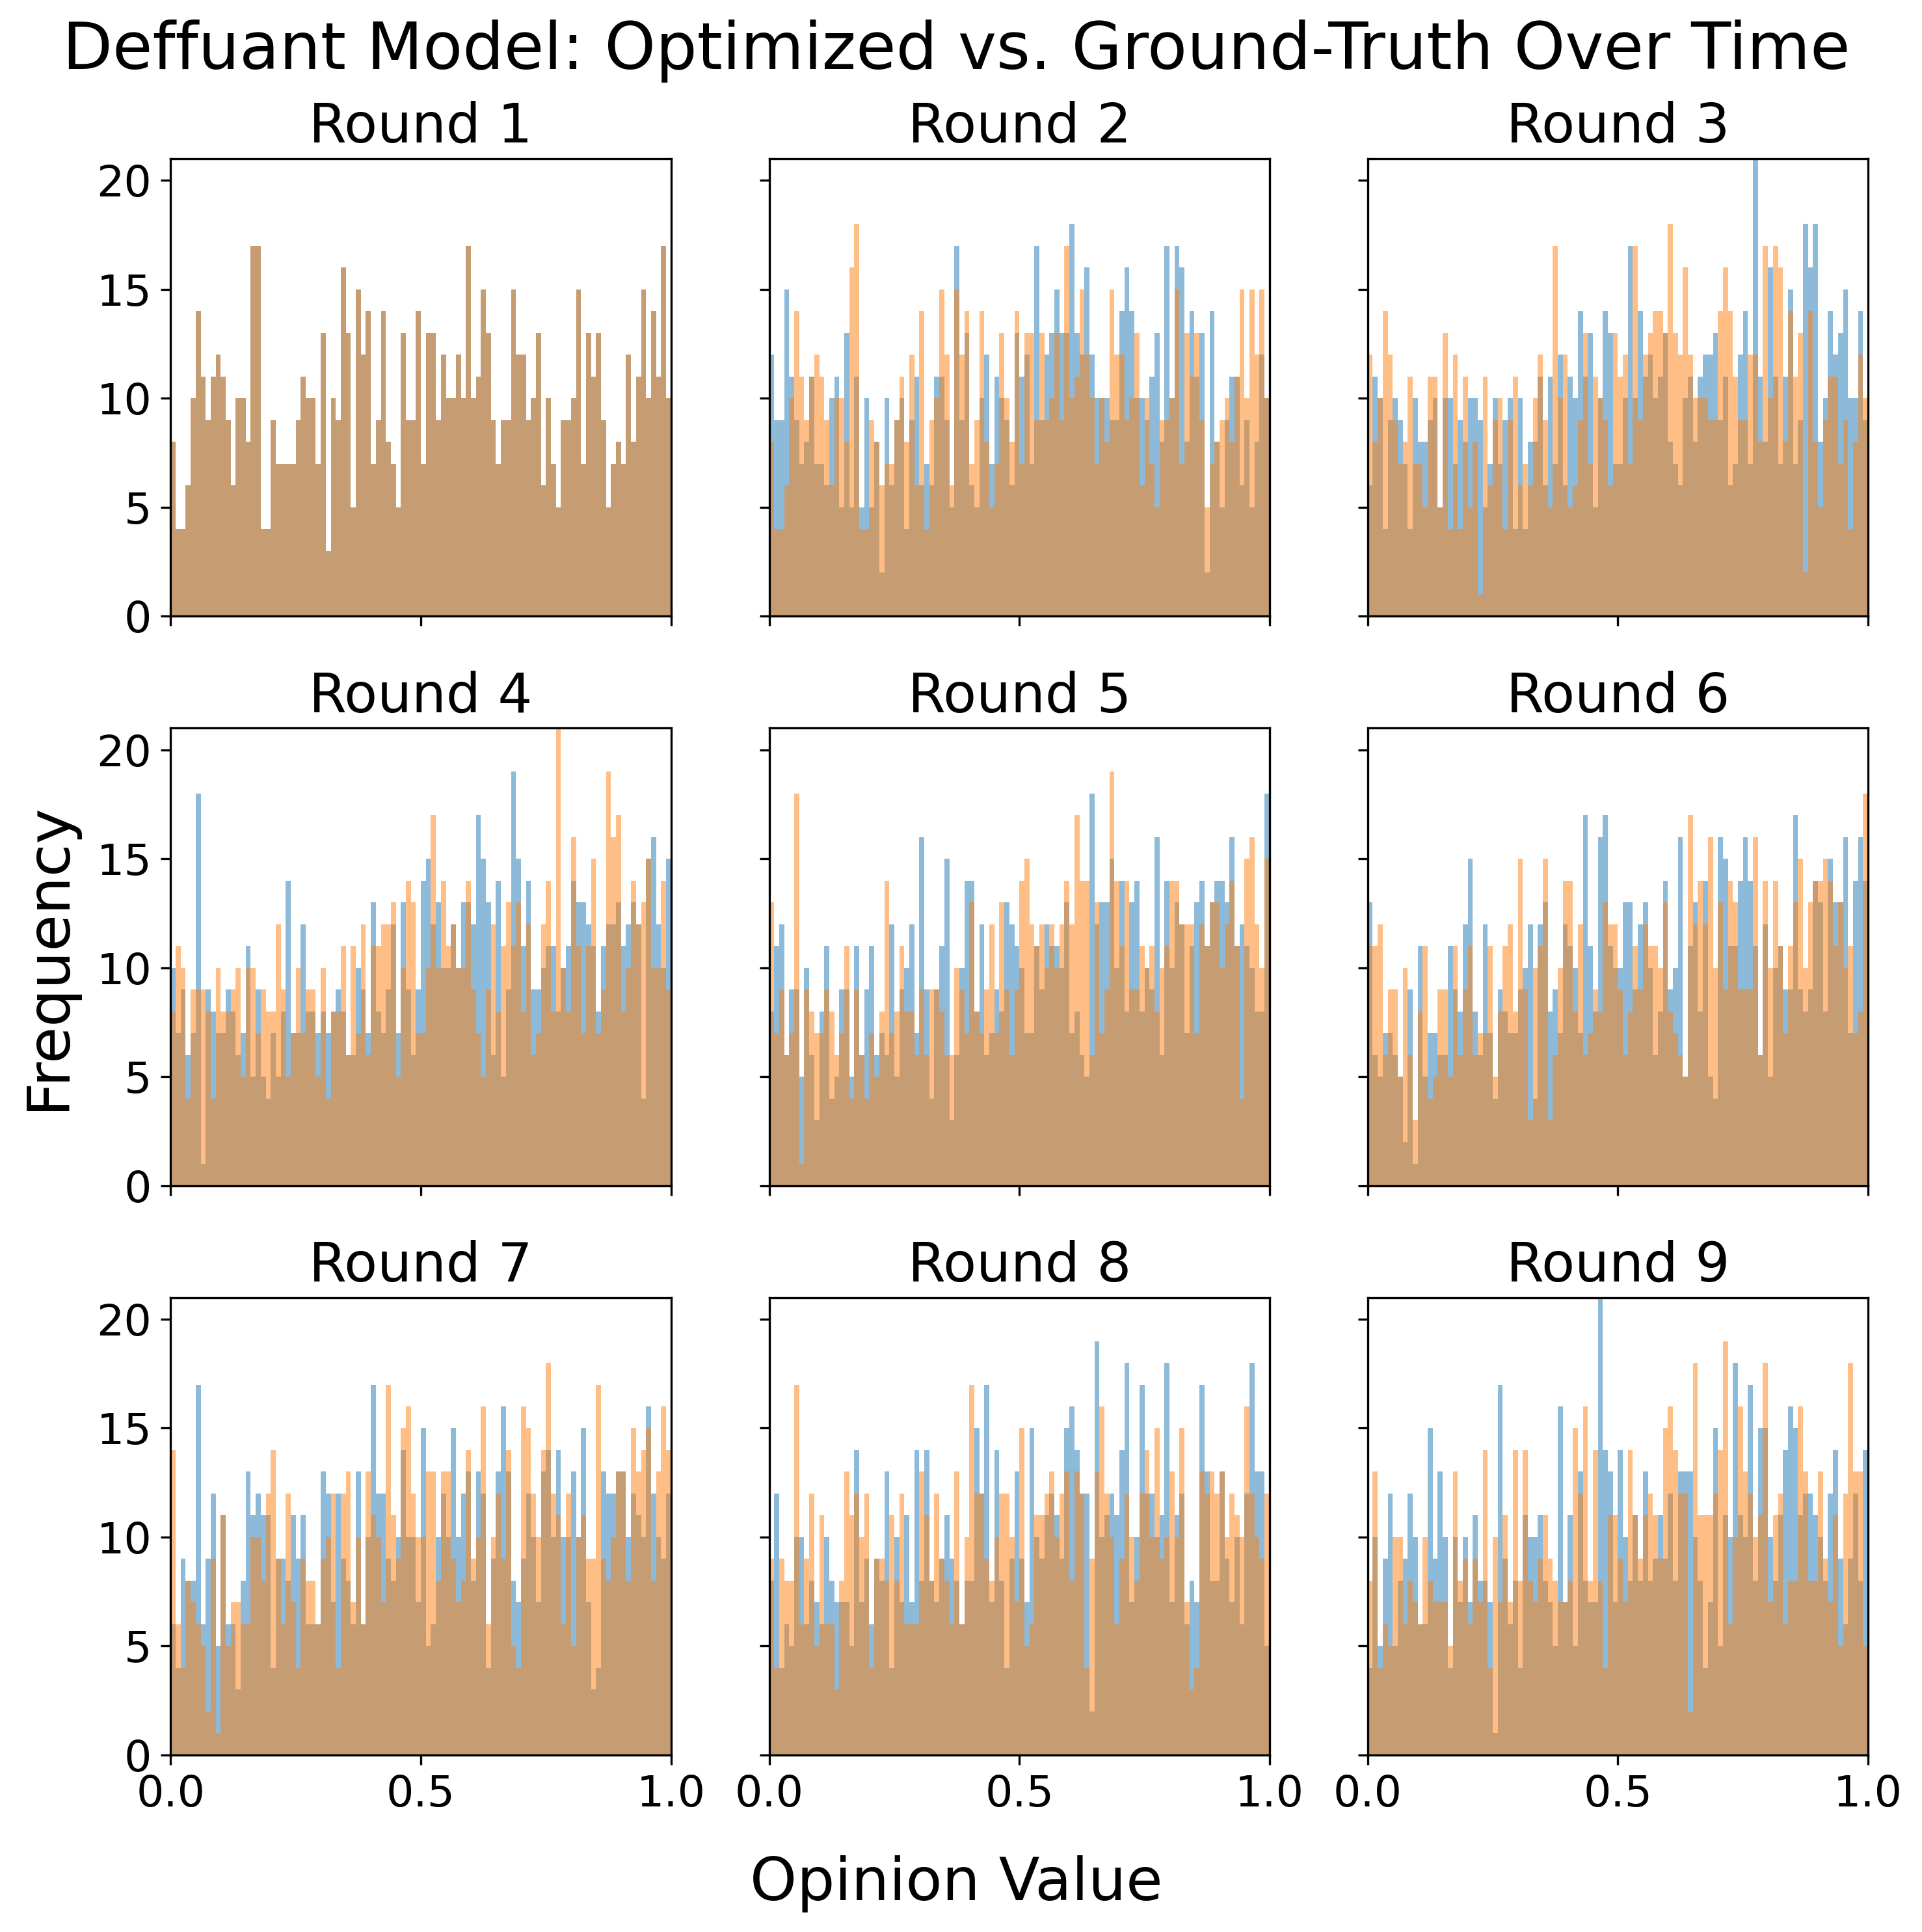 Deffuant Model: Optimized vs. Ground-Truth Over Time
Round 1
Round 2
Round 3
20
15
10
5
0
Round 4
Round 5
Round 6
Frequency
20
15
10
5
0
Round 7
Round 8
Round 9
20
15
10
5
0
0.0 0.5 1.0
0.0 0.5 1.0
0.0 0.5 1.0
Opinion Value